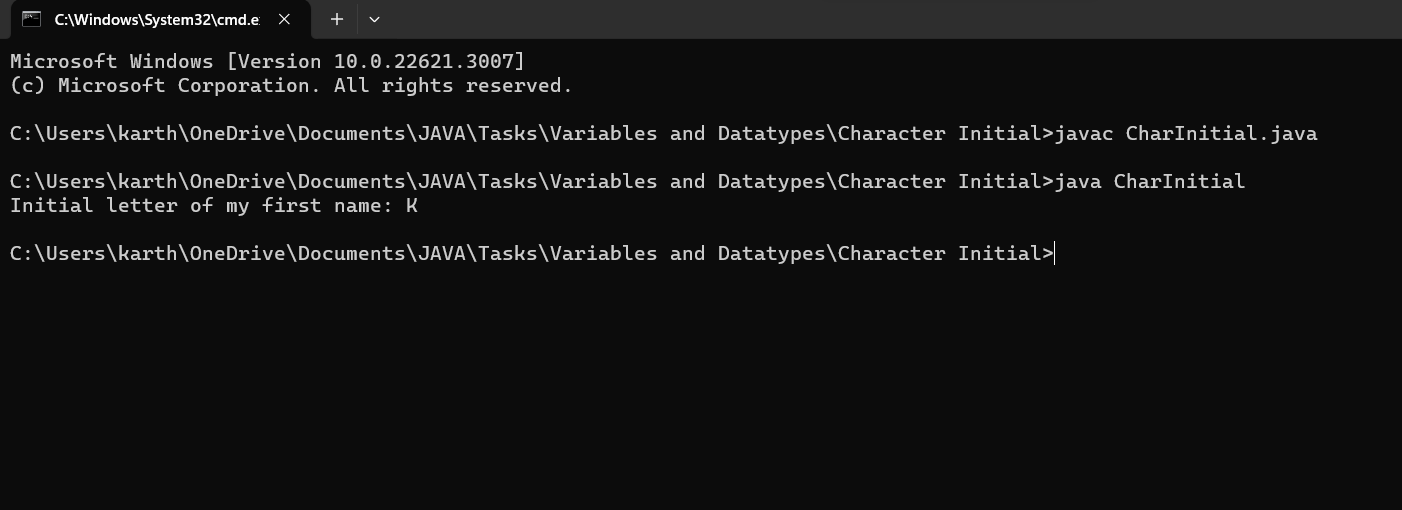 C:\Windows\System32\cmd.e
Microsoft Windows [Version 10.0.22621.3007]
(c) Microsoft Corporation. All rights reserved.
C:\Users\karth\OneDrive\Documents\JAVA\Tasks\Variables and Datatypes\Character Initial>javac CharInitial.java
C:\Users\karth\OneDrive\Documents\JAVA\Tasks\Variables and Datatypes\Character Initial>java CharInitial
Initial letter of my first name: K
C:\Users\karth\OneDrive\Documents\JAVA\Tasks\Variables and Datatypes\Character Initial>